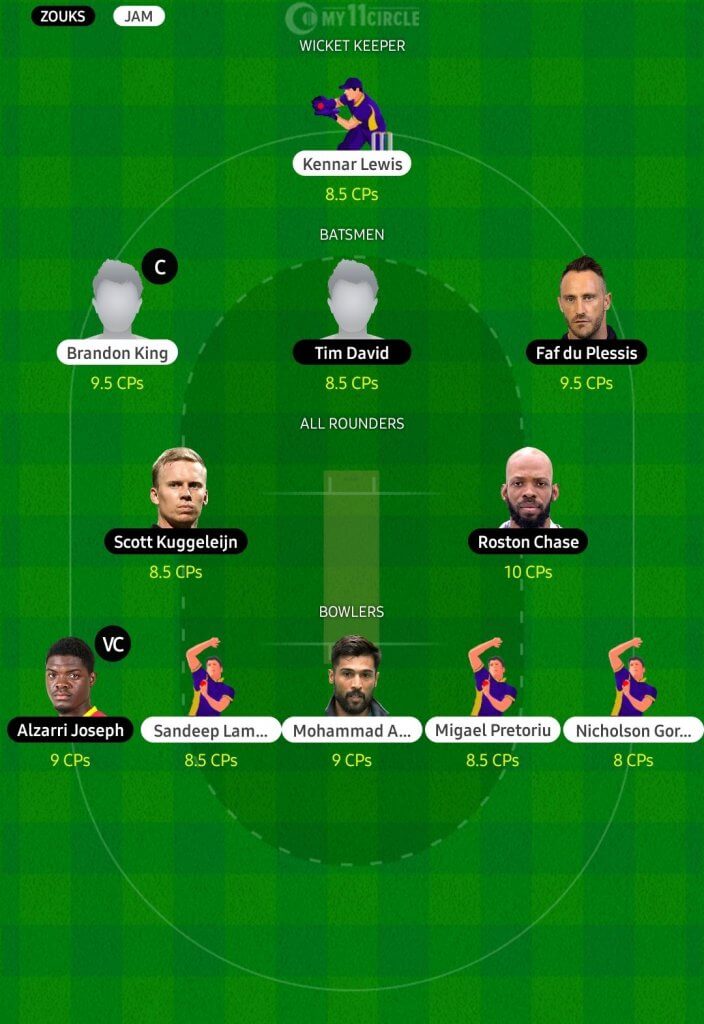 ZOUKS JAM
MY11CIRCLE
WICKET KEEPER
Kennar Lewis
8.5 CPs
BATSMEN
C
Brandon King Tim David Faf du Plessis
9.5 CPs 8.5 CPs 9.5 CPs
ALL ROUNDERS
Scott Kuggeleijn Roston Chase
8.5 CPs 10 CPs
BOWLERS
VC
Alzarri Joseph Sandeep Lam... Mohammad A... Migael Pretoriu Nicholson Gor...
9 CPs 8.5 CPs 9 CPs 8.5 CPs 8 CPs